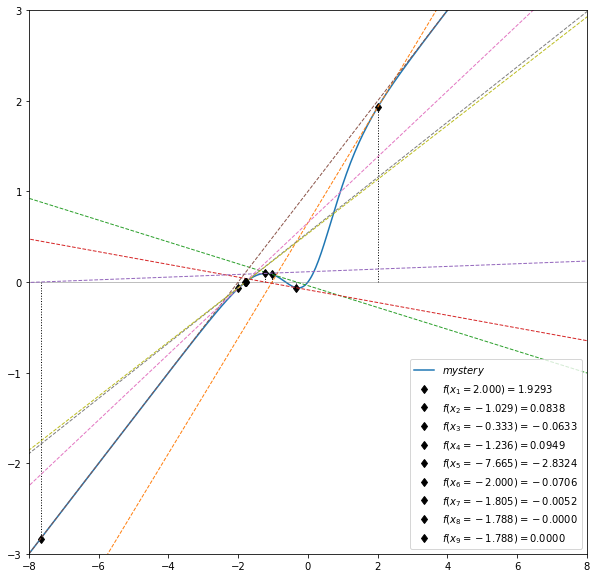 3
2
1
0
−1
−2
−3
−8
−6
−4
−2
0
2
4
6
8
mystery
f(x₁ = 2.000) = 1.9293
f(x₂ = −1.029) = 0.0838
f(x₃ = −0.333) = −0.0633
f(x₄ = −1.236) = 0.0949
f(x₅ = −7.665) = −2.8324
f(x₆ = −2.000) = −0.0706
f(x₇ = −1.805) = −0.0052
f(x₈ = −1.788) = −0.0000
f(x₉ = −1.788) = 0.0000